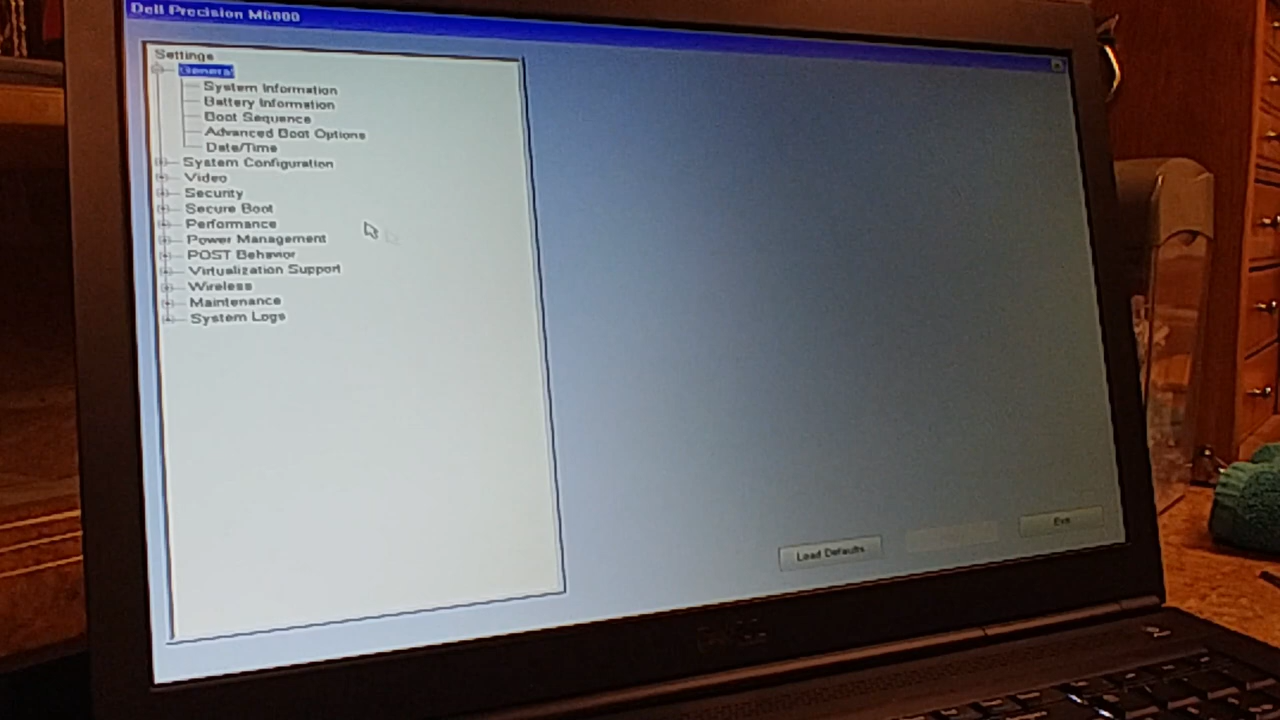 Dell Precision M6800
Settings
General
System Information
Battery Information
Boot Sequence
Advanced Boot Options
Date/Time
System Configuration
Video
Security
Secure Boot
Performance
Power Management
POST Behavior
Virtualization Support
Wireless
Maintenance
System Logs
Load Defaults
Exit
DELL